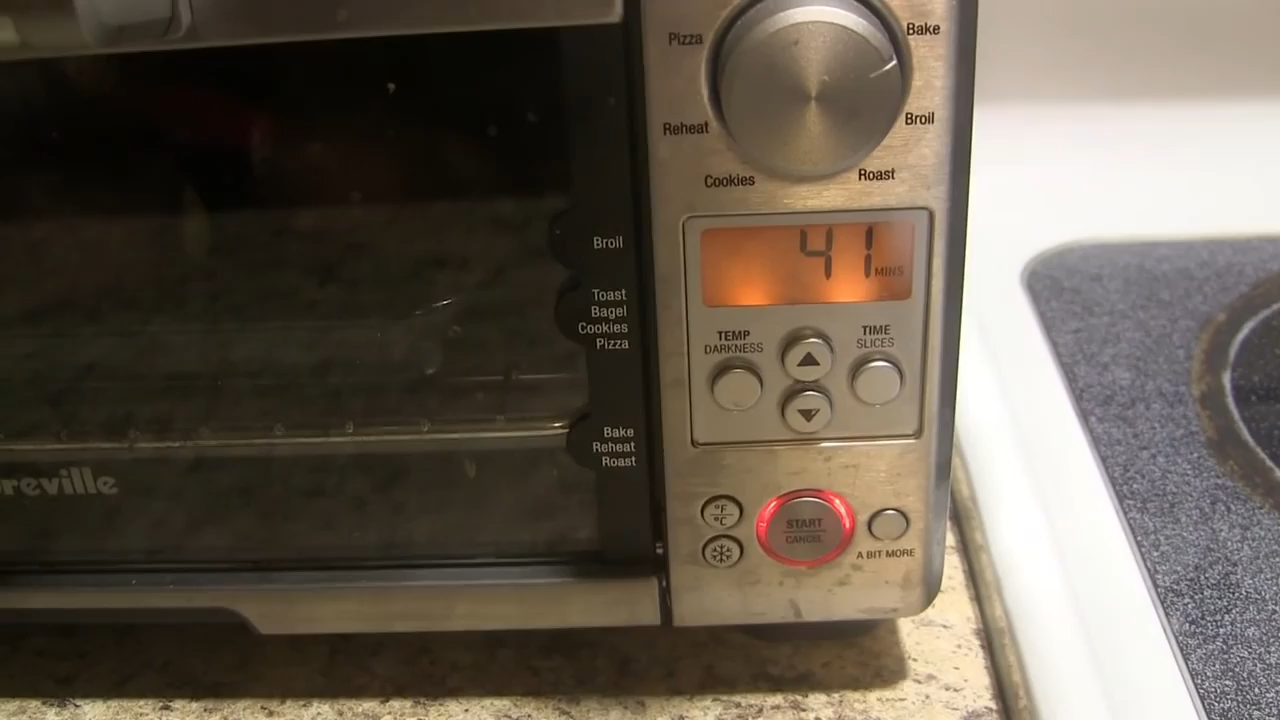 Pizza
Bake
Reheat
Broil
Cookies
Roast
Broil
Toast
Bagel
Cookies
Pizza
Bake
Reheat
Roast
41 MINS
TEMP
DARKNESS
TIME
SLICES
°F
°C
START
CANCEL
A BIT MORE
reville